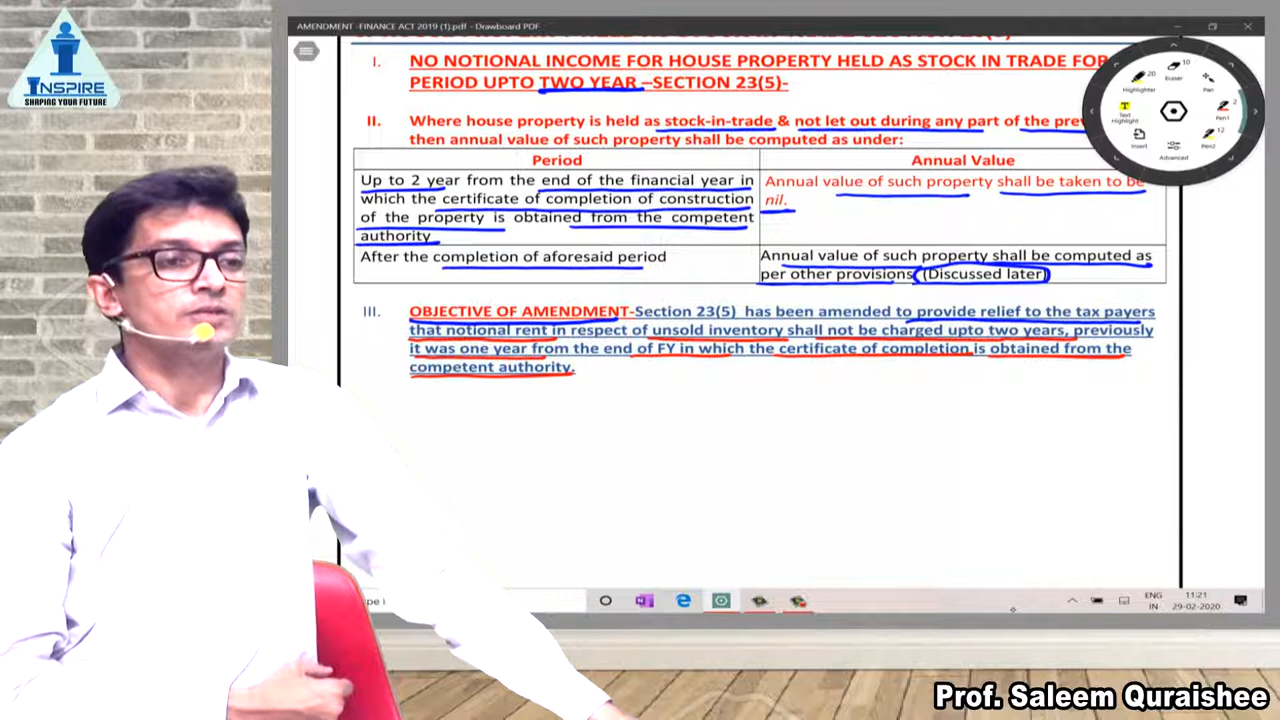 INSPIRE
SHAPING YOUR FUTURE
AMENDMENT -FINANCE ACT 2019 (1).pdf - Drawboard PDF
I. NO NOTIONAL INCOME FOR HOUSE PROPERTY HELD AS STOCK IN TRADE FOR
PERIOD UPTO TWO YEAR –SECTION 23(5)-
II. Where house property is held as stock-in-trade & not let out during any part of the
then annual value of such property shall be computed as under:
Period Annual Value
Up to 2 year from the end of the financial year in
which the certificate of completion of construction
of the property is obtained from the competent
authority
Annual value of such property shall be taken to be
nil.
After the completion of aforesaid period
Annual value of such property shall be computed as
per other provisions (Discussed later)
III. OBJECTIVE OF AMENDMENT-Section 23(5) has been amended to provide relief to the tax payers
that notional rent in respect of unsold inventory shall not be charged upto two years, previously
it was one year from the end of FY in which the certificate of completion is obtained from the
competent authority.
20
Highlighter
10
Eraser
Pan
T
Text
Highlight
2
Pen1
Insert
12
Pen2
Advanced
ENG
IN
11:21
29-02-2020
Prof. Saleem Quraishee